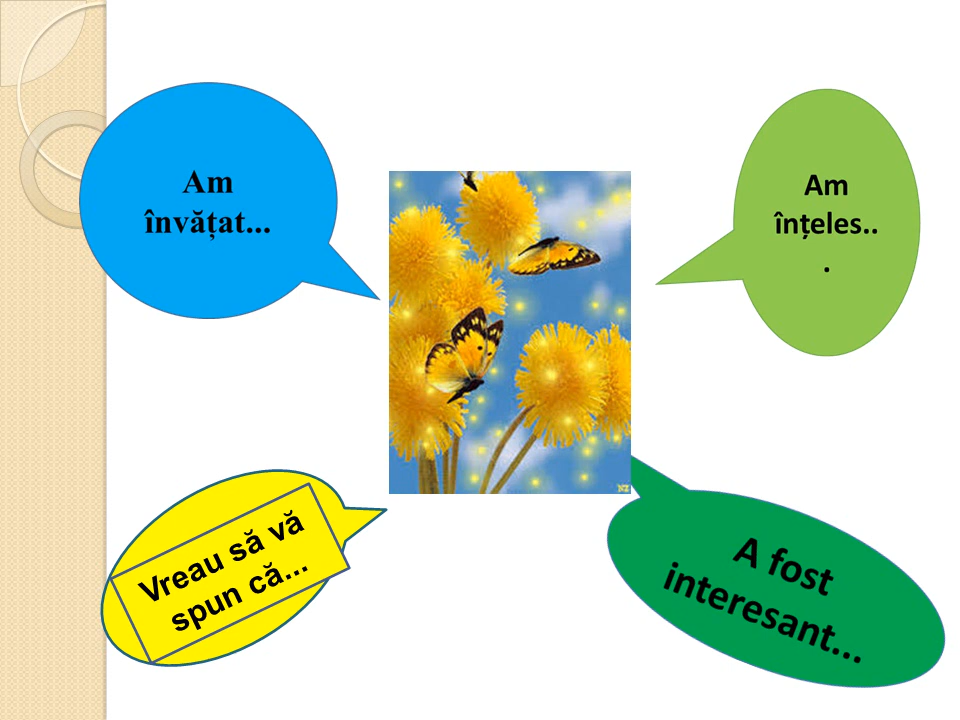 Am
învățat...
Am
înțeles..
.
Vreau să vă
spun că...
A fost
interesant...